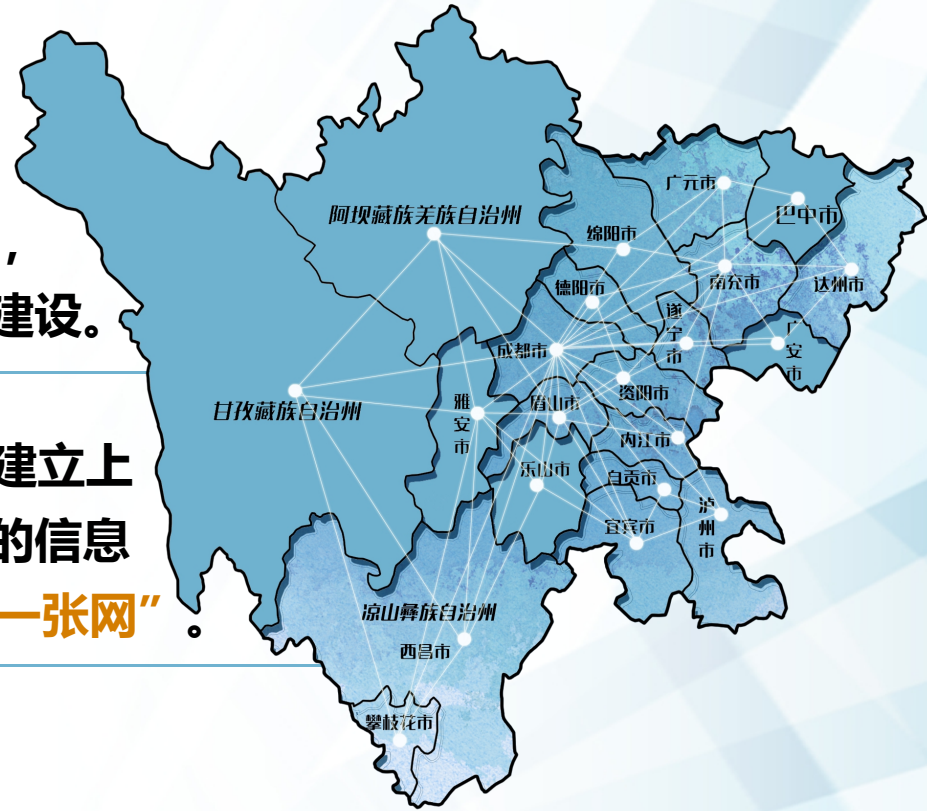 ，
建设。
建立上
的信息
一张网”。
广元市
巴中市
阿坝藏族羌族自治州
绵阳市
南充市
达州市
德阳市
遂宁市
广安市
成都市
资阳市
甘孜藏族自治州
雅安市
眉山市
内江市
乐山市
自贡市
泸州市
宜宾市
凉山彝族自治州
西昌市
攀枝花市